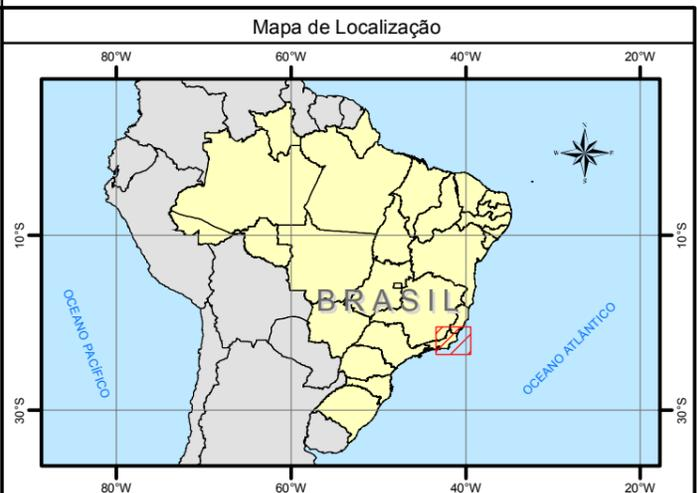 Mapa de Localização
80°W 60°W 40°W 20°W
N
W E
S
10°S 10°S
BRASIL
OCEANO PACÍFICO
OCEANO ATLÂNTICO
30°S 30°S
80°W 60°W 40°W 20°W